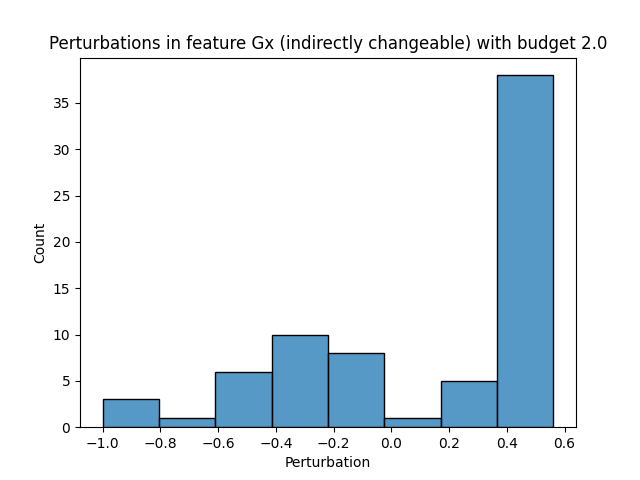 Perturbations in feature Gx (indirectly changeable) with budget 2.0
Count
35
30
25
20
15
10
5
0
−1.0 −0.8 −0.6 −0.4 −0.2 0.0 0.2 0.4 0.6
Perturbation